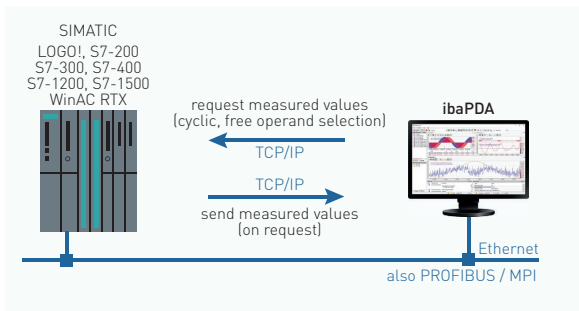 SIMATIC
LOGO!, S7-200
S7-300, S7-400
S7-1200, S7-1500
WinAC RTX
request measured values
(cyclic, free operand selection)
TCP/IP
TCP/IP
send measured values
(on request)
ibaPDA
Ethernet
also PROFIBUS / MPI